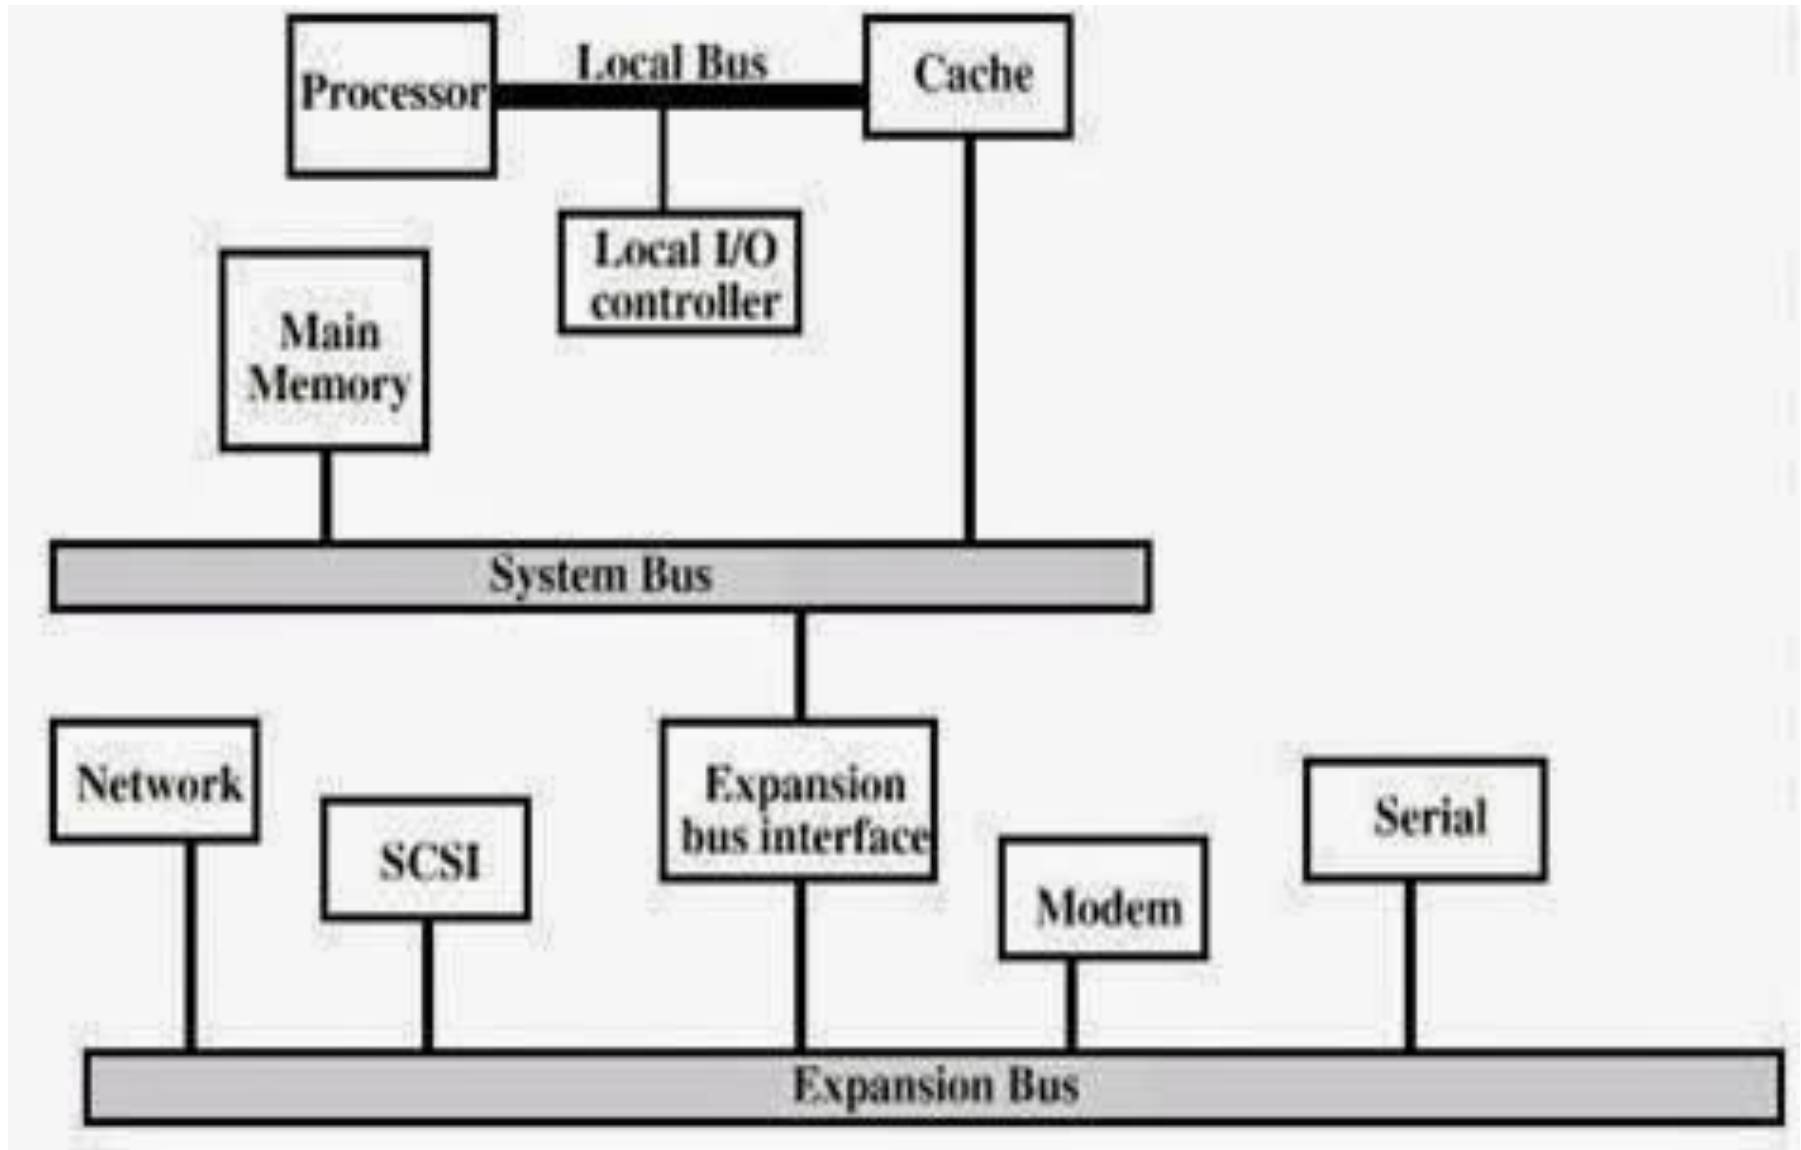 Local Bus
Processor
Cache
Local I/O
controller
Main
Memory
System Bus
Network
SCSI
Expansion
bus interface
Modem
Serial
Expansion Bus